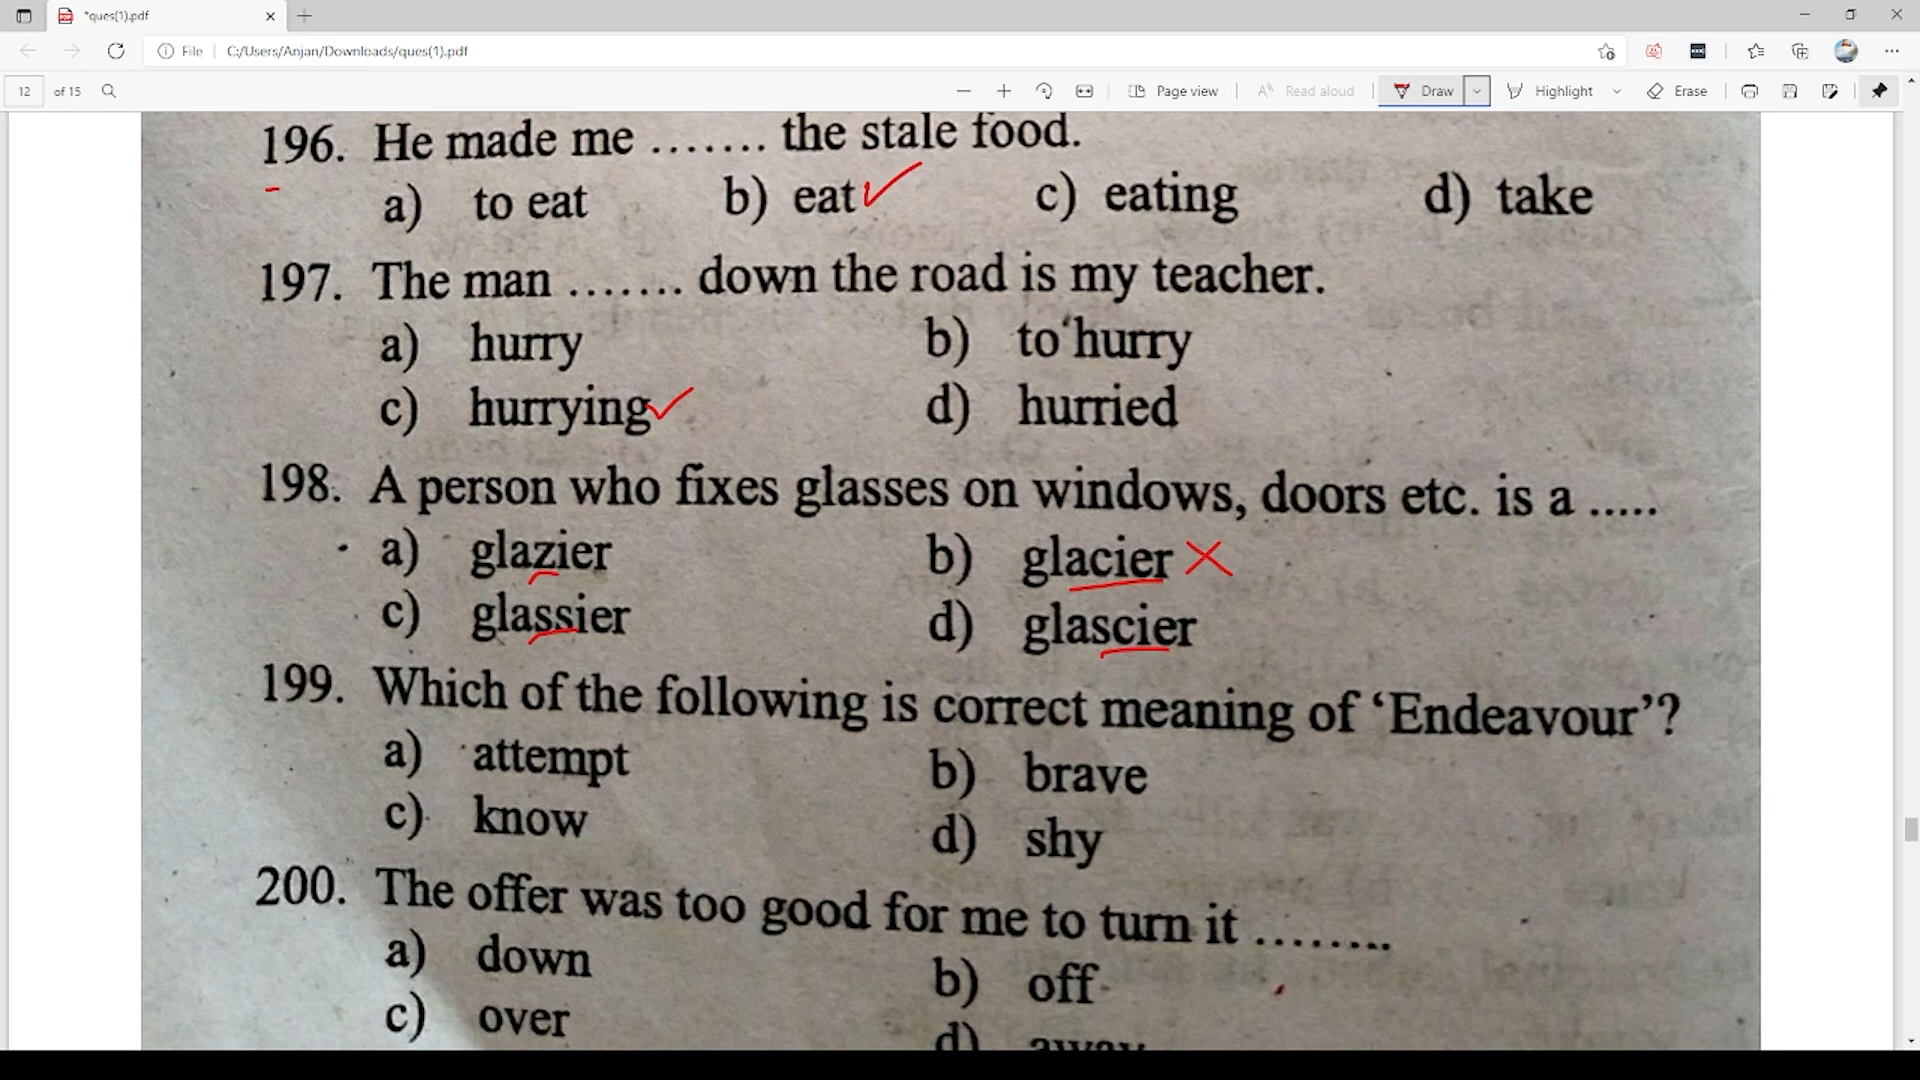 *ques(1).pdf
File C:/Users/Anjan/Downloads/ques(1).pdf
12 of 15 Page view Read aloud Draw Highlight Erase
196. He made me ....... the stale food.
a) to eat b) eat c) eating d) take
197. The man ....... down the road is my teacher.
a) hurry b) to hurry
c) hurrying d) hurried
198. A person who fixes glasses on windows, doors etc. is a .....
a) glazier b) glacier
c) glassier d) glascier
199. Which of the following is correct meaning of ‘Endeavour’?
a) attempt b) brave
c) know d) shy
200. The offer was too good for me to turn it ........
a) down b) off
c) over d) away